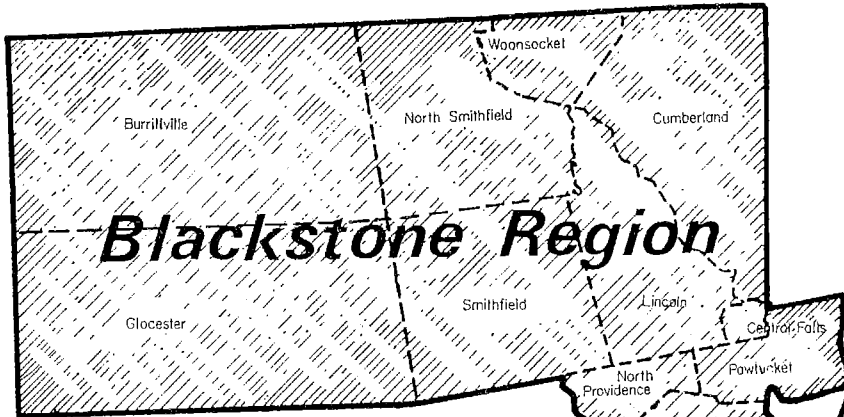 Woonsocket
Burrillville
North Smithfield
Cumberland
Blackstone Region
Glocester
Smithfield
Lincoln
Central Falls
North
Providence
Pawtucket